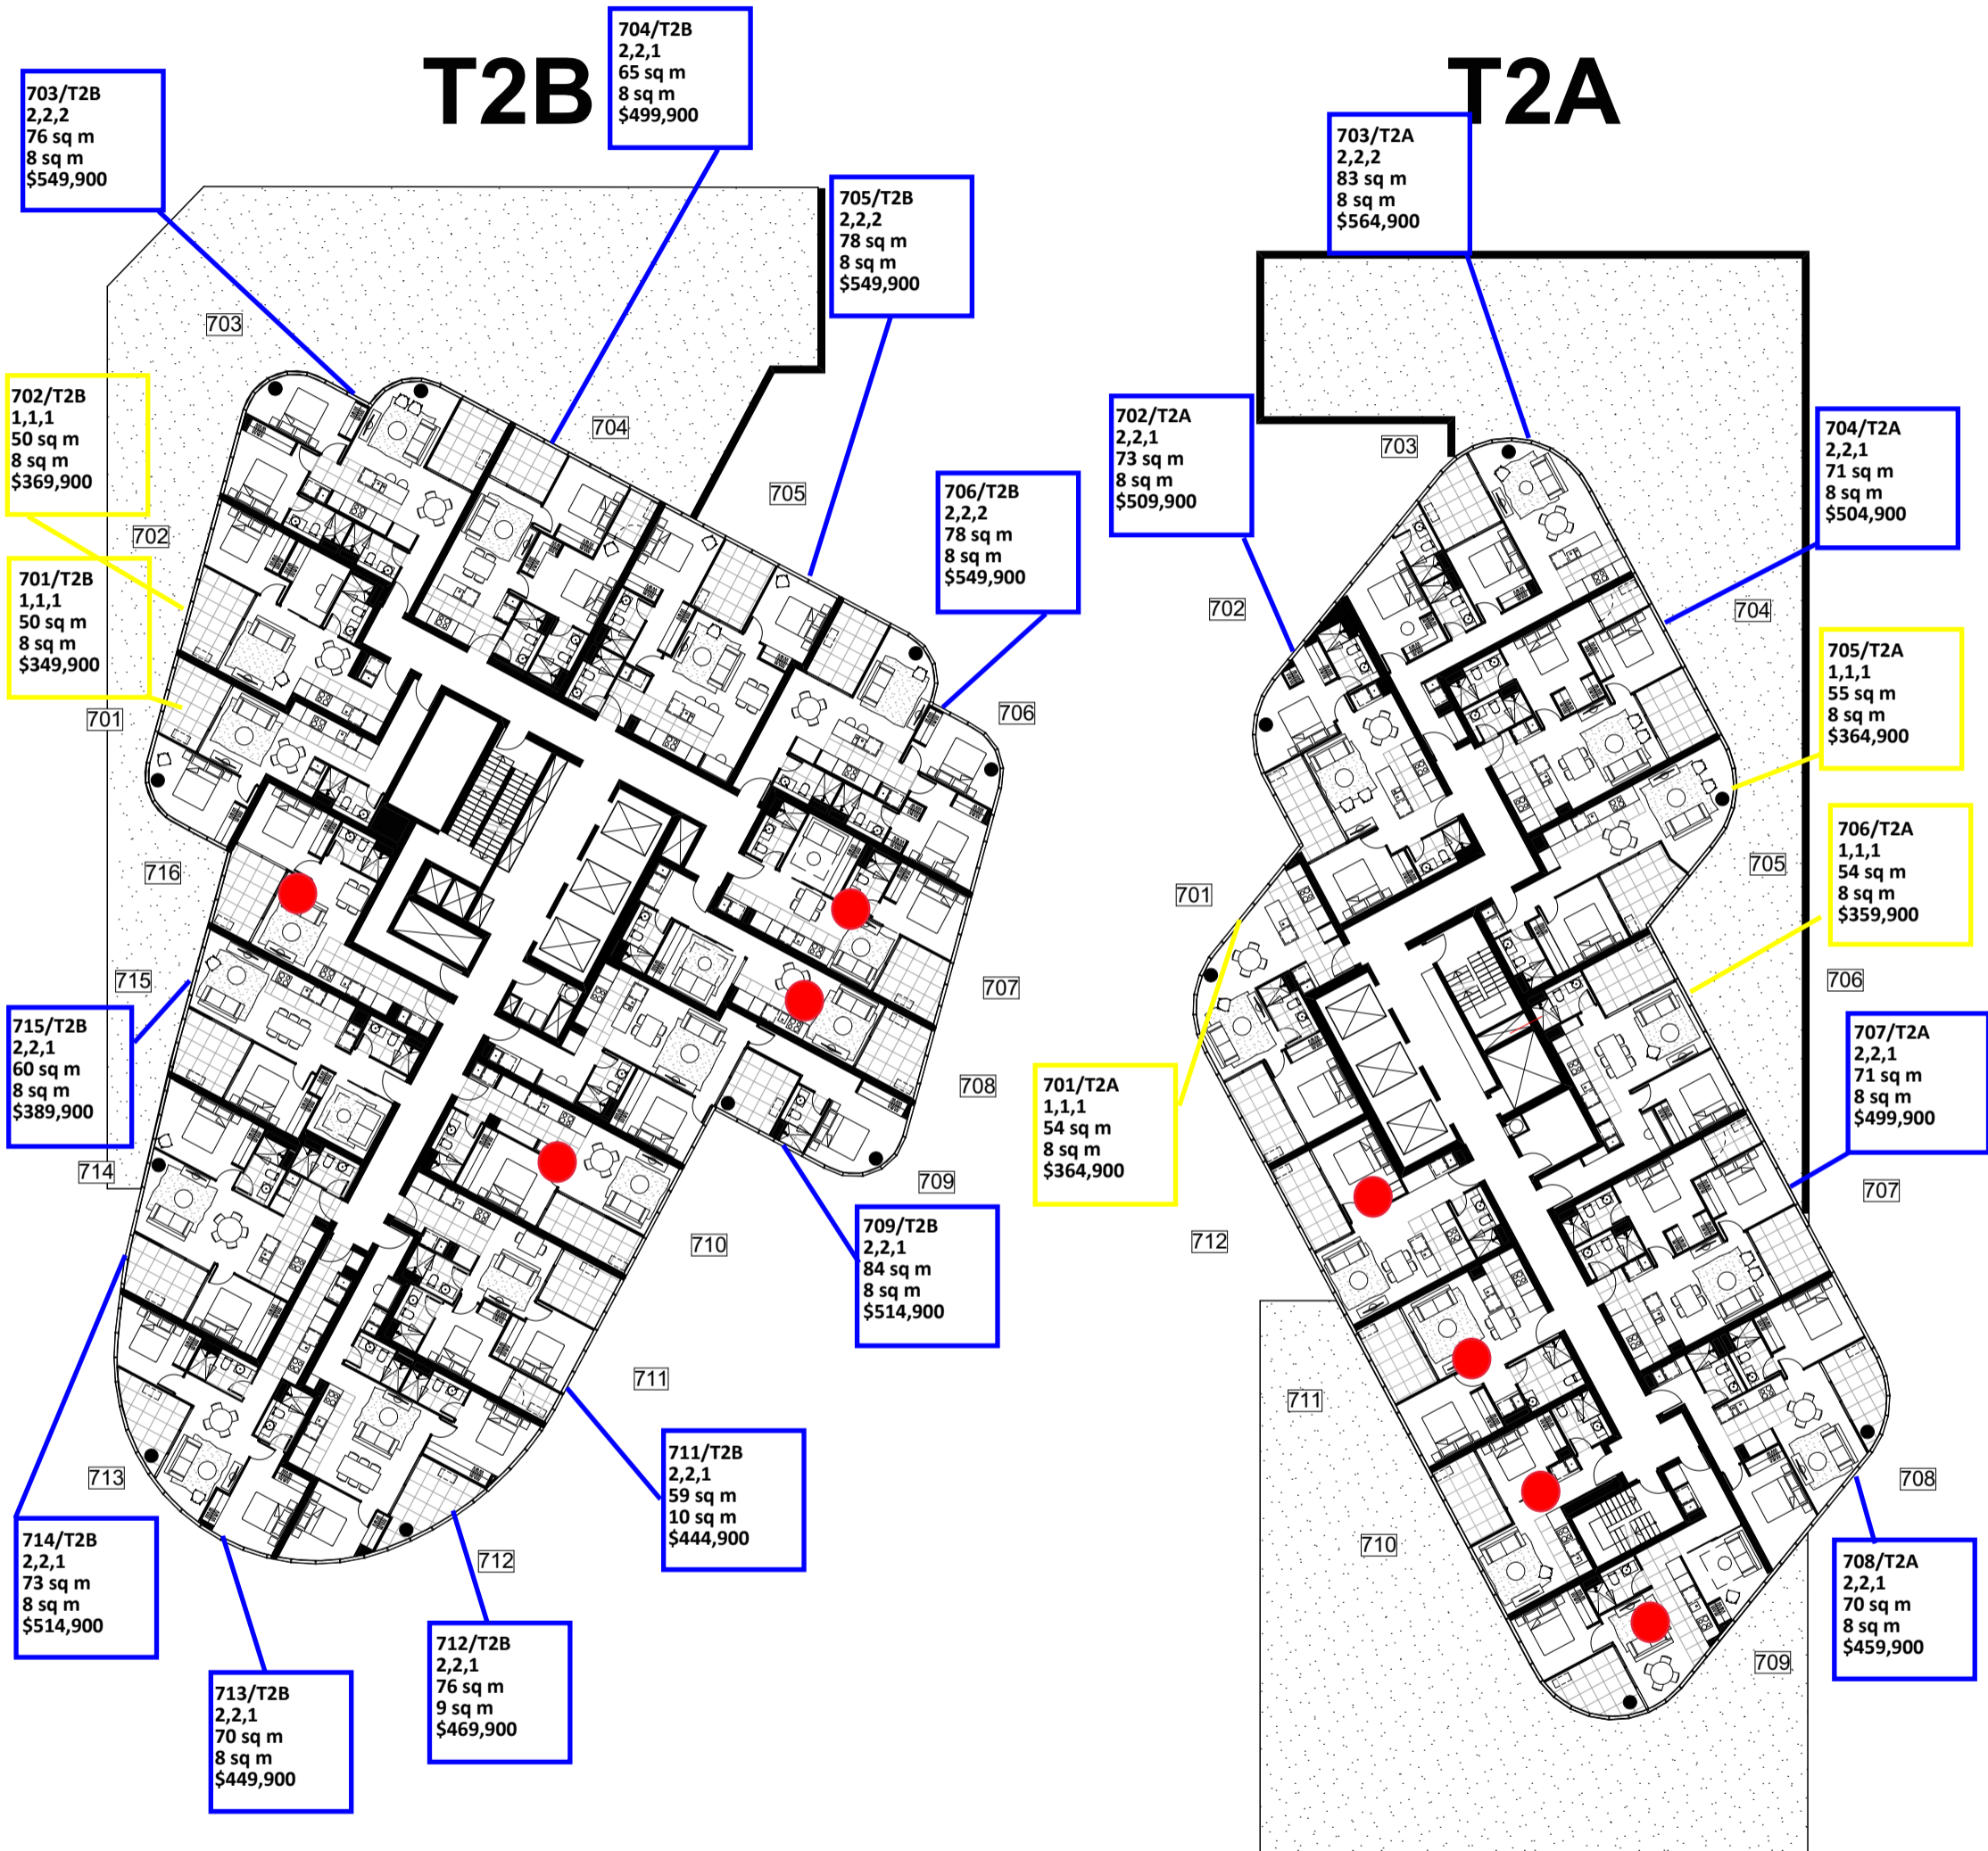 T2B
T2A
704/T2B
2,2,1
65 sq m
8 sq m
$499,900
703/T2B
2,2,2
76 sq m
8 sq m
$549,900
705/T2B
2,2,2
78 sq m
8 sq m
$549,900
702/T2B
1,1,1
50 sq m
8 sq m
$369,900
701/T2B
1,1,1
50 sq m
8 sq m
$349,900
706/T2B
2,2,2
78 sq m
8 sq m
$549,900
715/T2B
2,2,1
60 sq m
8 sq m
$389,900
709/T2B
2,2,1
84 sq m
8 sq m
$514,900
711/T2B
2,2,1
59 sq m
10 sq m
$444,900
714/T2B
2,2,1
73 sq m
8 sq m
$514,900
712/T2B
2,2,1
76 sq m
9 sq m
$469,900
713/T2B
2,2,1
70 sq m
8 sq m
$449,900
703
704
705
702
706
701
716
715
707
708
714
709
710
711
713
712
703/T2A
2,2,2
83 sq m
8 sq m
$564,900
702/T2A
2,2,1
73 sq m
8 sq m
$509,900
704/T2A
2,2,1
71 sq m
8 sq m
$504,900
705/T2A
1,1,1
55 sq m
8 sq m
$364,900
706/T2A
1,1,1
54 sq m
8 sq m
$359,900
701/T2A
1,1,1
54 sq m
8 sq m
$364,900
707/T2A
2,2,1
71 sq m
8 sq m
$499,900
708/T2A
2,2,1
70 sq m
8 sq m
$459,900
703
702
704
705
701
706
707
712
711
708
710
709